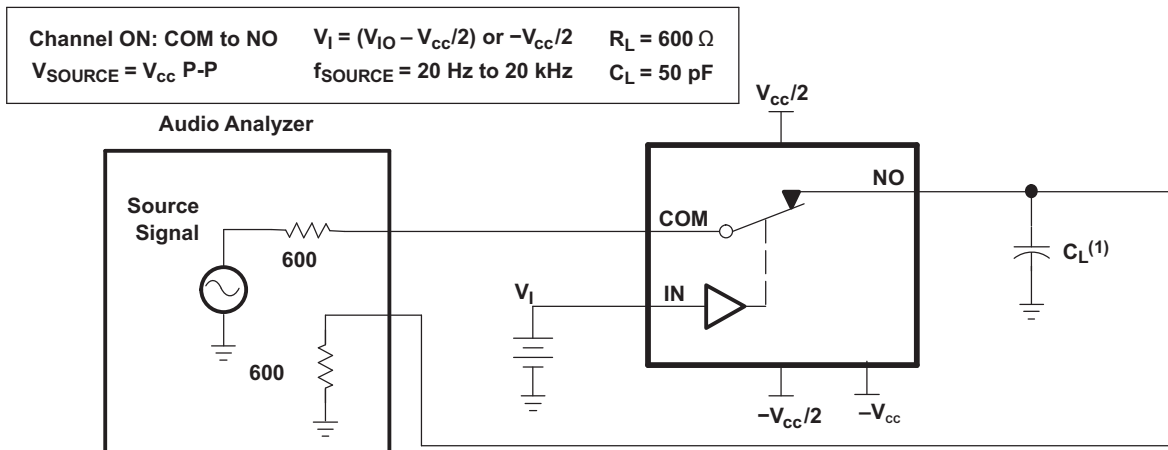 Channel ON: COM to NO V_I = (V_IO – V_cc/2) or –V_cc/2 R_L = 600 Ω
V_SOURCE = V_cc P-P f_SOURCE = 20 Hz to 20 kHz C_L = 50 pF
Audio Analyzer
V_cc/2
Source
Signal
600
COM
NO
C_L(1)
V_I
IN
600
–V_cc/2
–V_cc